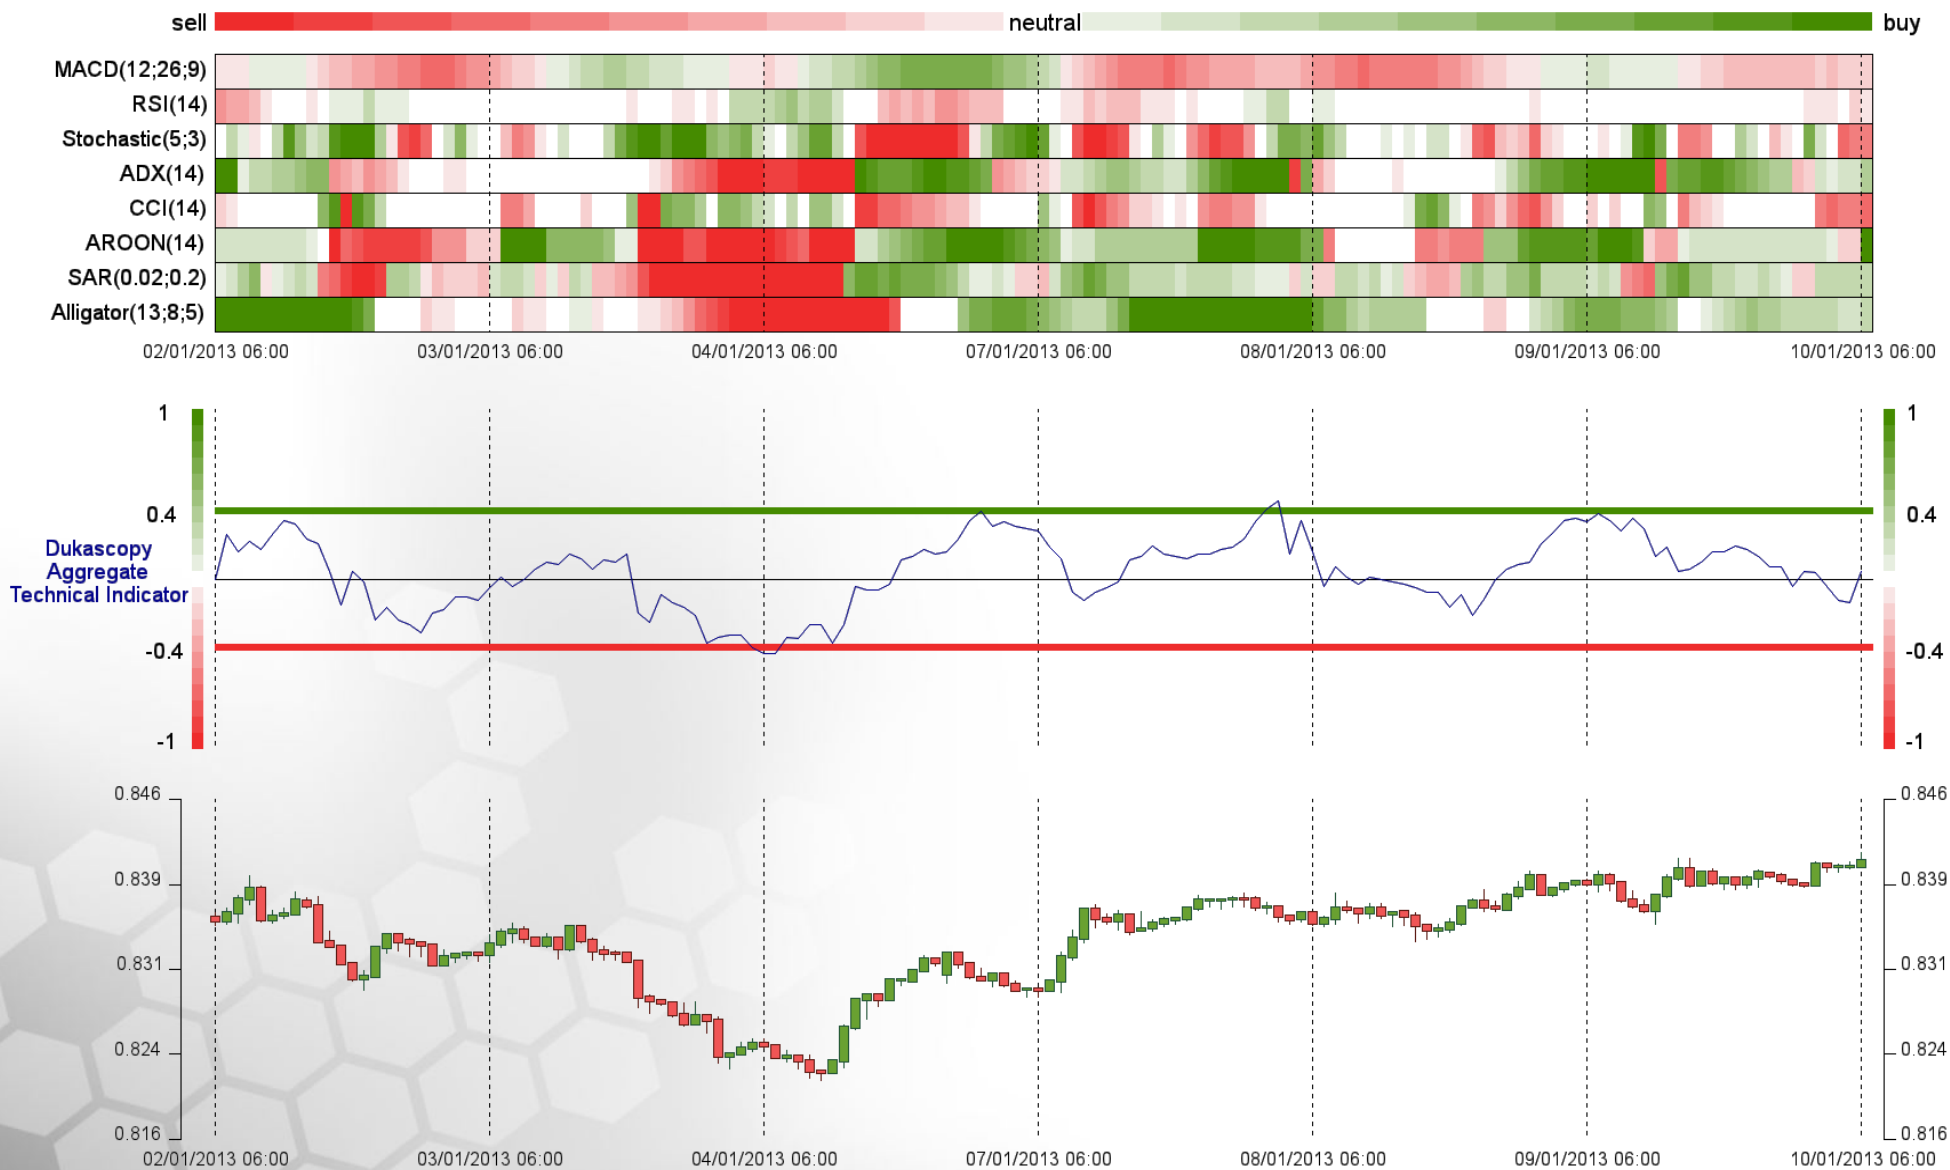 sell neutral buy
MACD(12;26;9)
RSI(14)
Stochastic(5;3)
ADX(14)
CCI(14)
AROON(14)
SAR(0.02;0.2)
Alligator(13;8;5)
02/01/2013 06:00 03/01/2013 06:00 04/01/2013 06:00 07/01/2013 06:00 08/01/2013 06:00 09/01/2013 06:00 10/01/2013 06:00
1 1
0.4 0.4
Dukascopy
Aggregate
Technical Indicator
-0.4 -0.4
-1 -1
0.846 0.846
0.839 0.839
0.831 0.831
0.824 0.824
0.816 0.816
02/01/2013 06:00 03/01/2013 06:00 04/01/2013 06:00 07/01/2013 06:00 08/01/2013 06:00 09/01/2013 06:00 10/01/2013 06:00